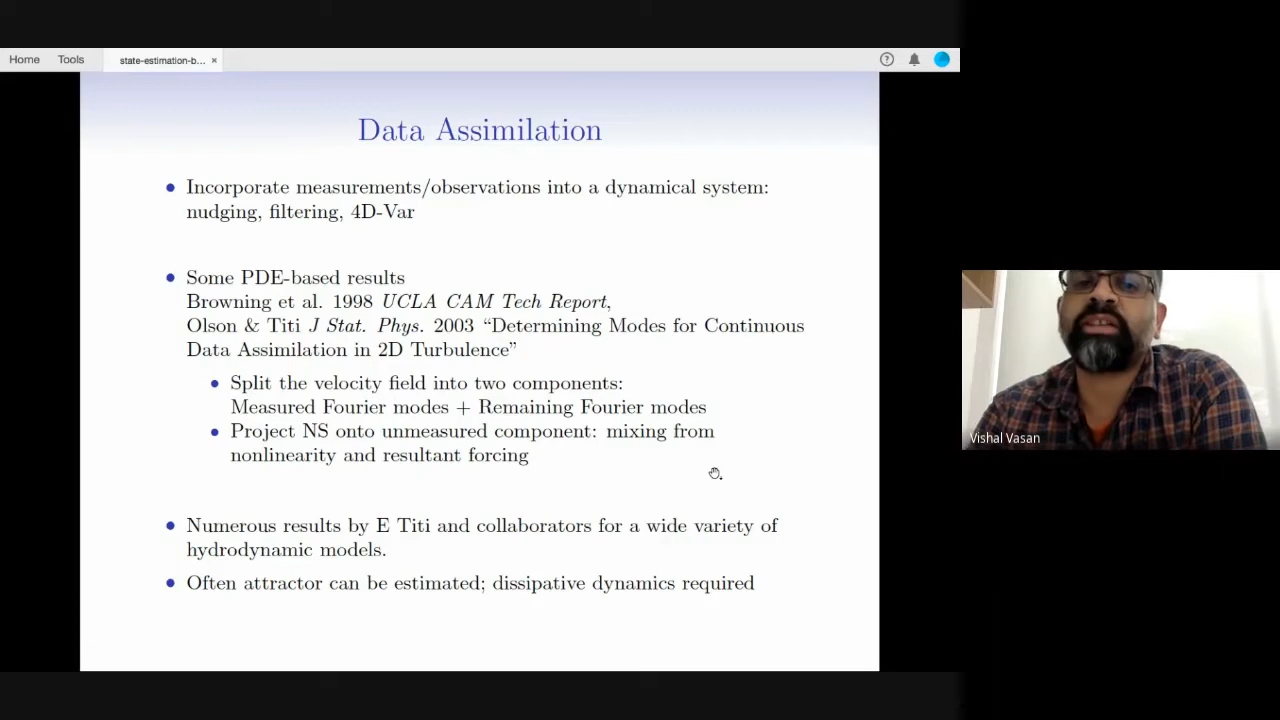 Home Tools state-estimation-b... ×
Data Assimilation
• Incorporate measurements/observations into a dynamical system:
nudging, filtering, 4D-Var
• Some PDE-based results
Browning et al. 1998 UCLA CAM Tech Report,
Olson & Titi J Stat. Phys. 2003 “Determining Modes for Continuous
Data Assimilation in 2D Turbulence”
• Split the velocity field into two components:
Measured Fourier modes + Remaining Fourier modes
• Project NS onto unmeasured component: mixing from
nonlinearity and resultant forcing
• Numerous results by E Titi and collaborators for a wide variety of
hydrodynamic models.
• Often attractor can be estimated; dissipative dynamics required
Vishal Vasan